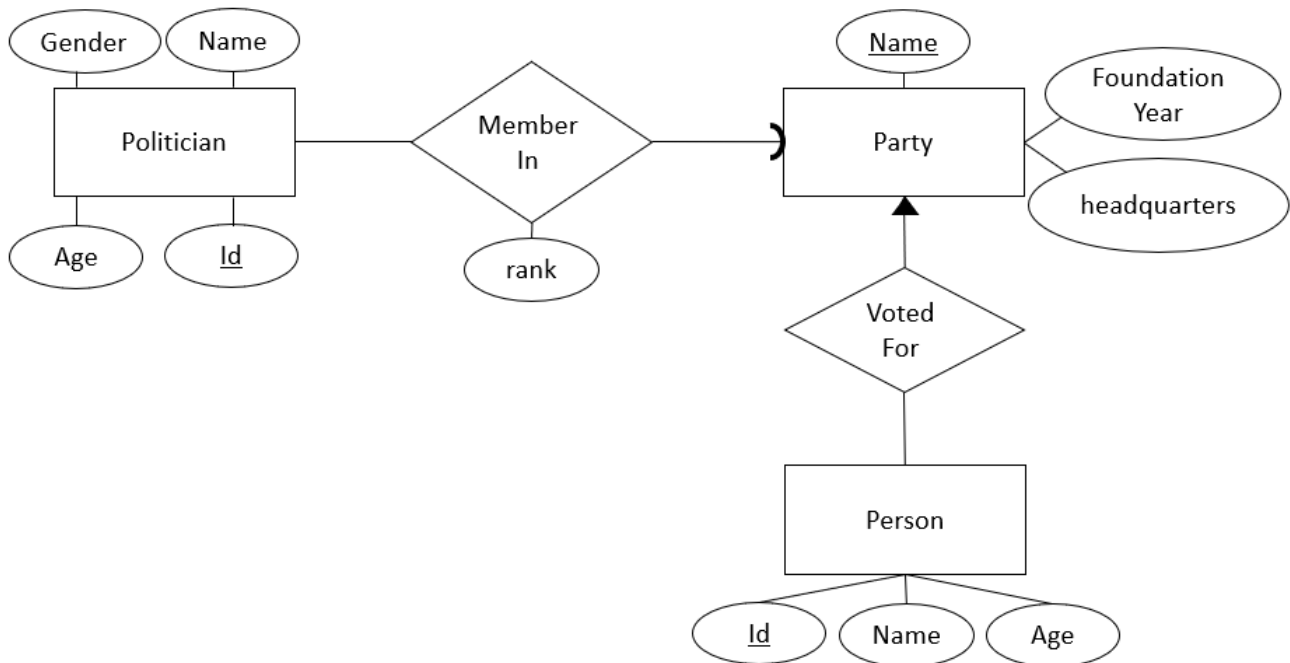 Gender
Name
Name
Foundation
Year
Politician
Member
In
Party
headquarters
Age
Id
rank
Voted
For
Person
Id
Name
Age